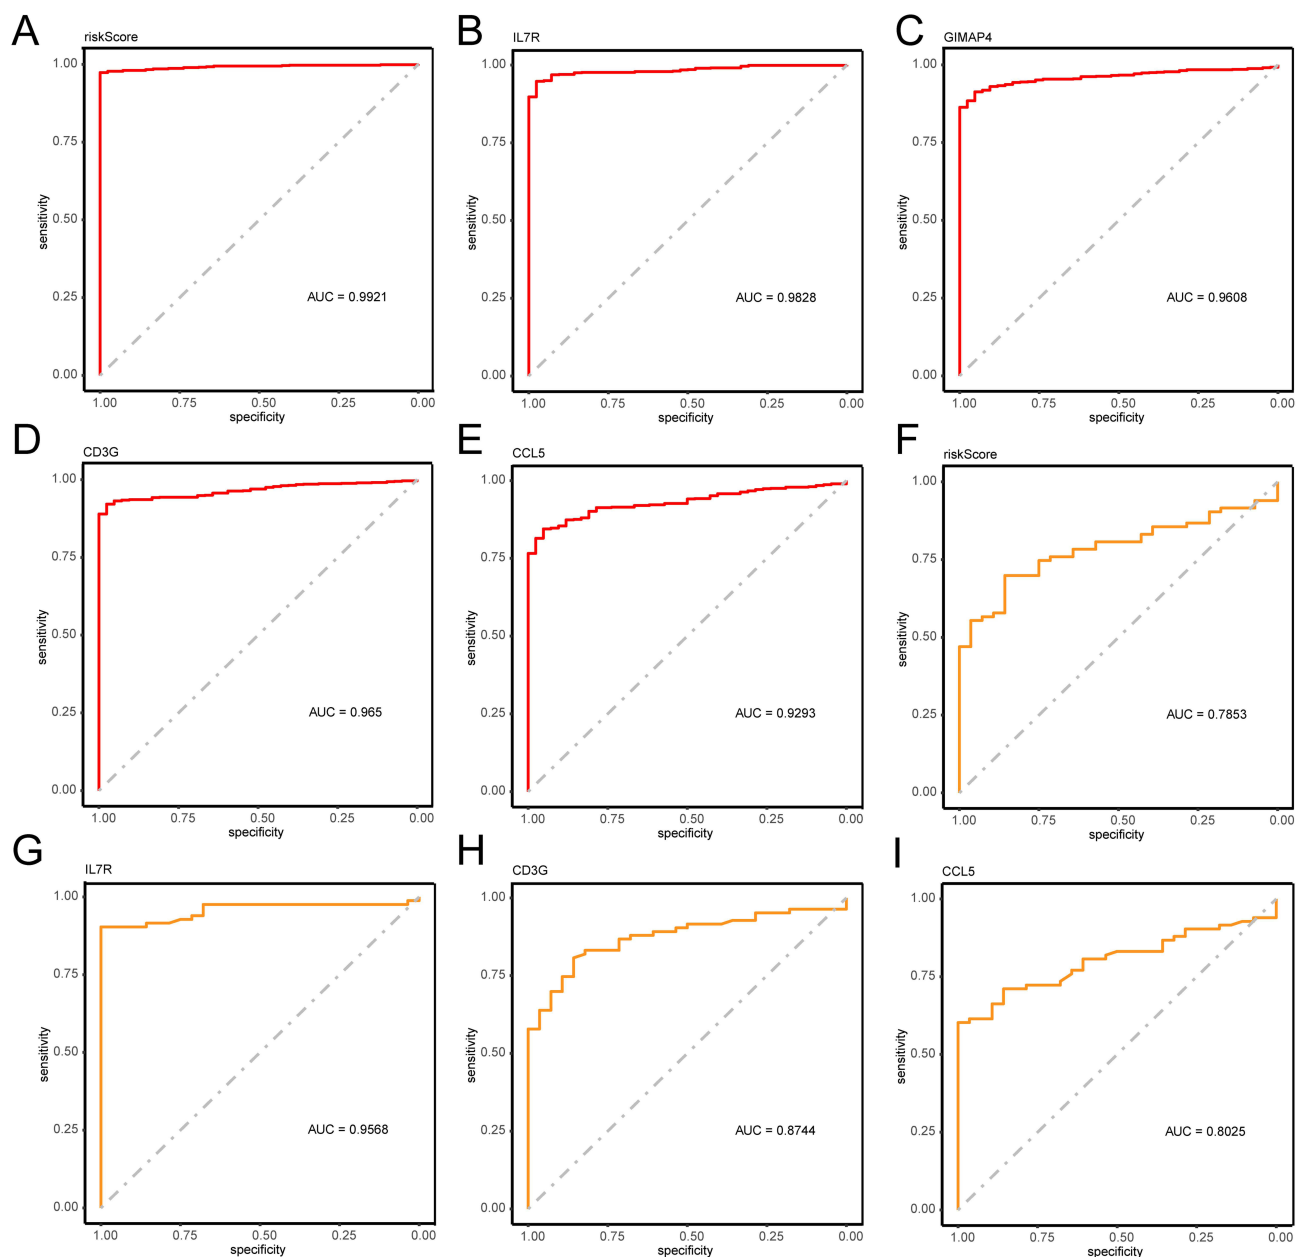 A
riskScore
1.00
0.75
0.50
0.25
0.00
sensitivity
AUC = 0.9921
1.00 0.75 0.50 0.25 0.00
specificity
B
IL7R
1.00
0.75
0.50
0.25
0.00
sensitivity
AUC = 0.9828
1.00 0.75 0.50 0.25 0.00
specificity
C
GIMAP4
1.00
0.75
0.50
0.25
0.00
sensitivity
AUC = 0.9608
1.00 0.75 0.50 0.25 0.00
specificity
D
CD3G
1.00
0.75
0.50
0.25
0.00
sensitivity
AUC = 0.965
1.00 0.75 0.50 0.25 0.00
specificity
E
CCL5
1.00
0.75
0.50
0.25
0.00
sensitivity
AUC = 0.9293
1.00 0.75 0.50 0.25 0.00
specificity
F
riskScore
1.00
0.75
0.50
0.25
0.00
sensitivity
AUC = 0.7853
1.00 0.75 0.50 0.25 0.00
specificity
G
IL7R
1.00
0.75
0.50
0.25
0.00
sensitivity
AUC = 0.9568
1.00 0.75 0.50 0.25 0.00
specificity
H
CD3G
1.00
0.75
0.50
0.25
0.00
sensitivity
AUC = 0.8744
1.00 0.75 0.50 0.25 0.00
specificity
I
CCL5
1.00
0.75
0.50
0.25
0.00
sensitivity
AUC = 0.8025
1.00 0.75 0.50 0.25 0.00
specificity